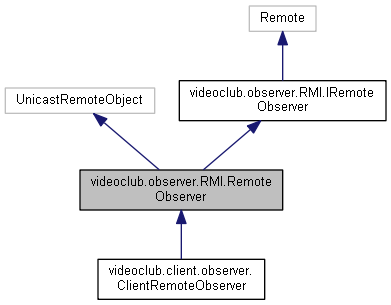 Remote
UnicastRemoteObject
videoclub.observer.RMI.IRemote
Observer
videoclub.observer.RMI.Remote
Observer
videoclub.client.observer.
ClientRemoteObserver